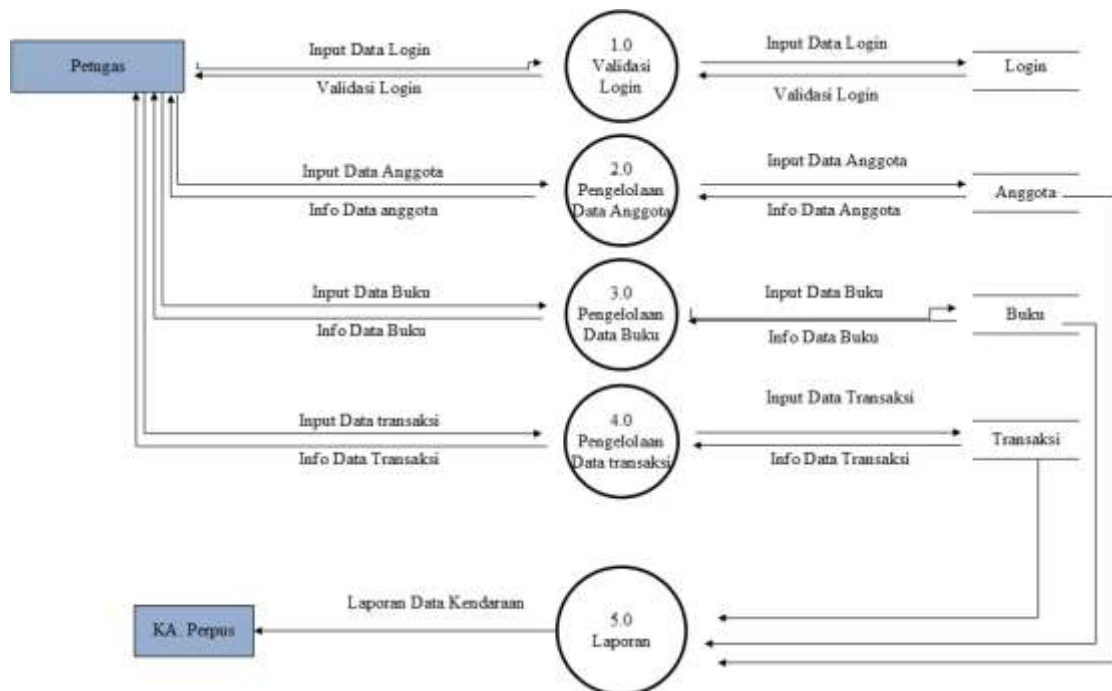 Petugas
Input Data Login
Validasi Login
1.0
Validasi
Login
Input Data Login
Validasi Login
Login
Input Data Anggota
Info Data anggota
2.0
Pengelolaan
Data Anggota
Input Data Anggota
Info Data Anggota
Anggota
Input Data Buku
Info Data Buku
3.0
Pengelolaan
Data Buku
Input Data Buku
Info Data Buku
Buku
Input Data transaksi
Info Data Transaksi
4.0
Pengelolaan
Data transaksi
Input Data Transaksi
Info Data Transaksi
Transaksi
KA. Perpus
Laporan Data Kendaraan
5.0
Laporan